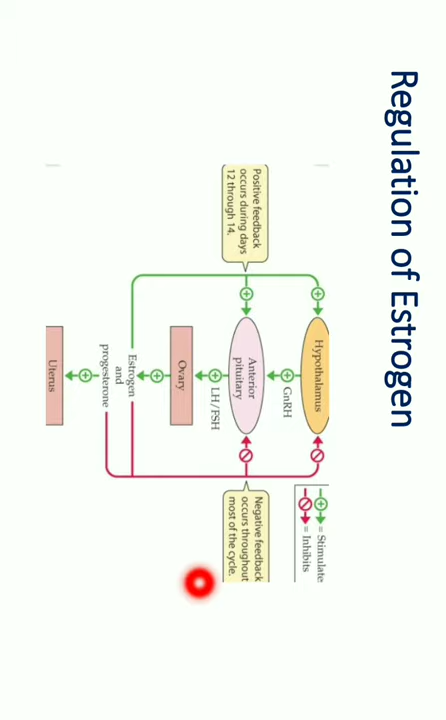 Regulation of Estrogen
Positive feedback
occurs during days
12 through 14.
Hypothalamus
GnRH
Anterior
pituitary
LH/FSH
Ovary
Estrogen
and
progesterone
Uterus
= Stimulate
= Inhibits
Negative feedback
occurs throughout
most of the cycle.